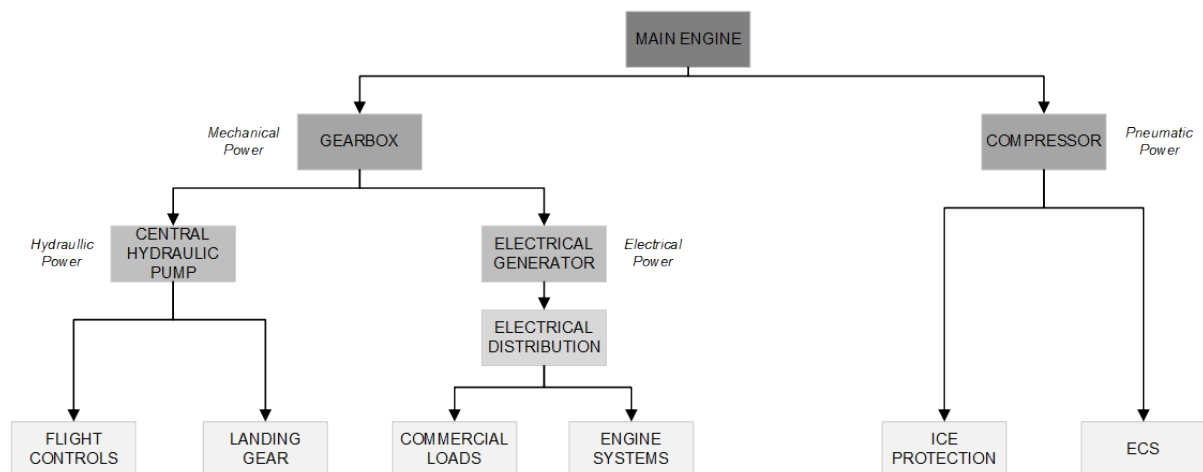 MAIN ENGINE
Mechanical
Power
GEARBOX
COMPRESSOR
Pneumatic
Power
Hydraullic
Power
CENTRAL
HYDRAULIC
PUMP
ELECTRICAL
GENERATOR
Electrical
Power
ELECTRICAL
DISTRIBUTION
FLIGHT
CONTROLS
LANDING
GEAR
COMMERCIAL
LOADS
ENGINE
SYSTEMS
ICE
PROTECTION
ECS